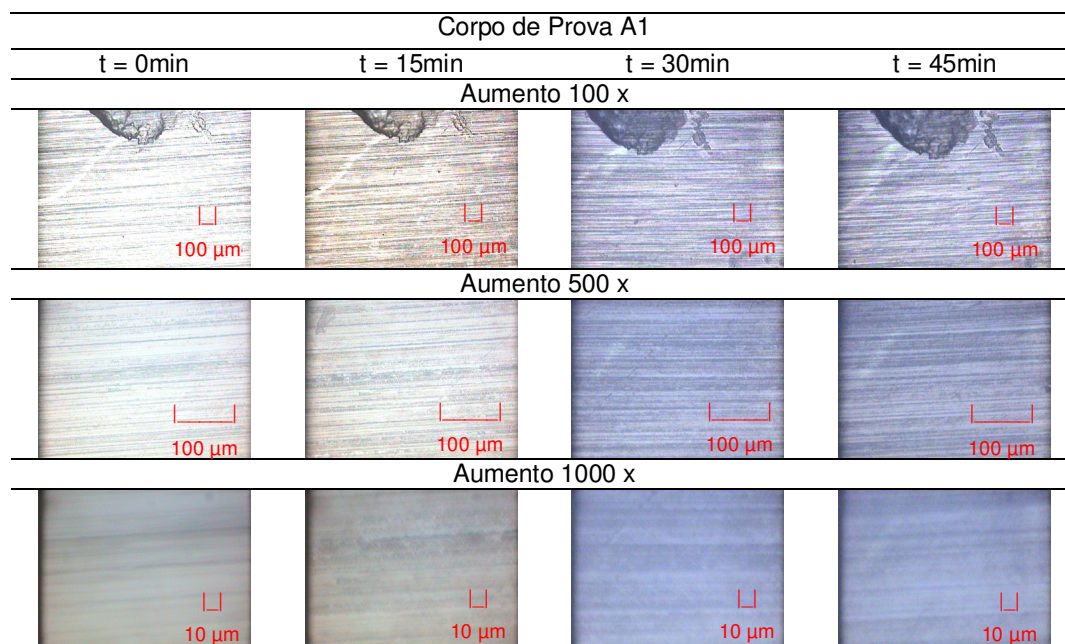 Corpo de Prova A1
t = 0min t = 15min t = 30min t = 45min
Aumento 100 x
100 µm 100 µm 100 µm 100 µm
Aumento 500 x
100 µm 100 µm 100 µm 100 µm
Aumento 1000 x
10 µm 10 µm 10 µm 10 µm